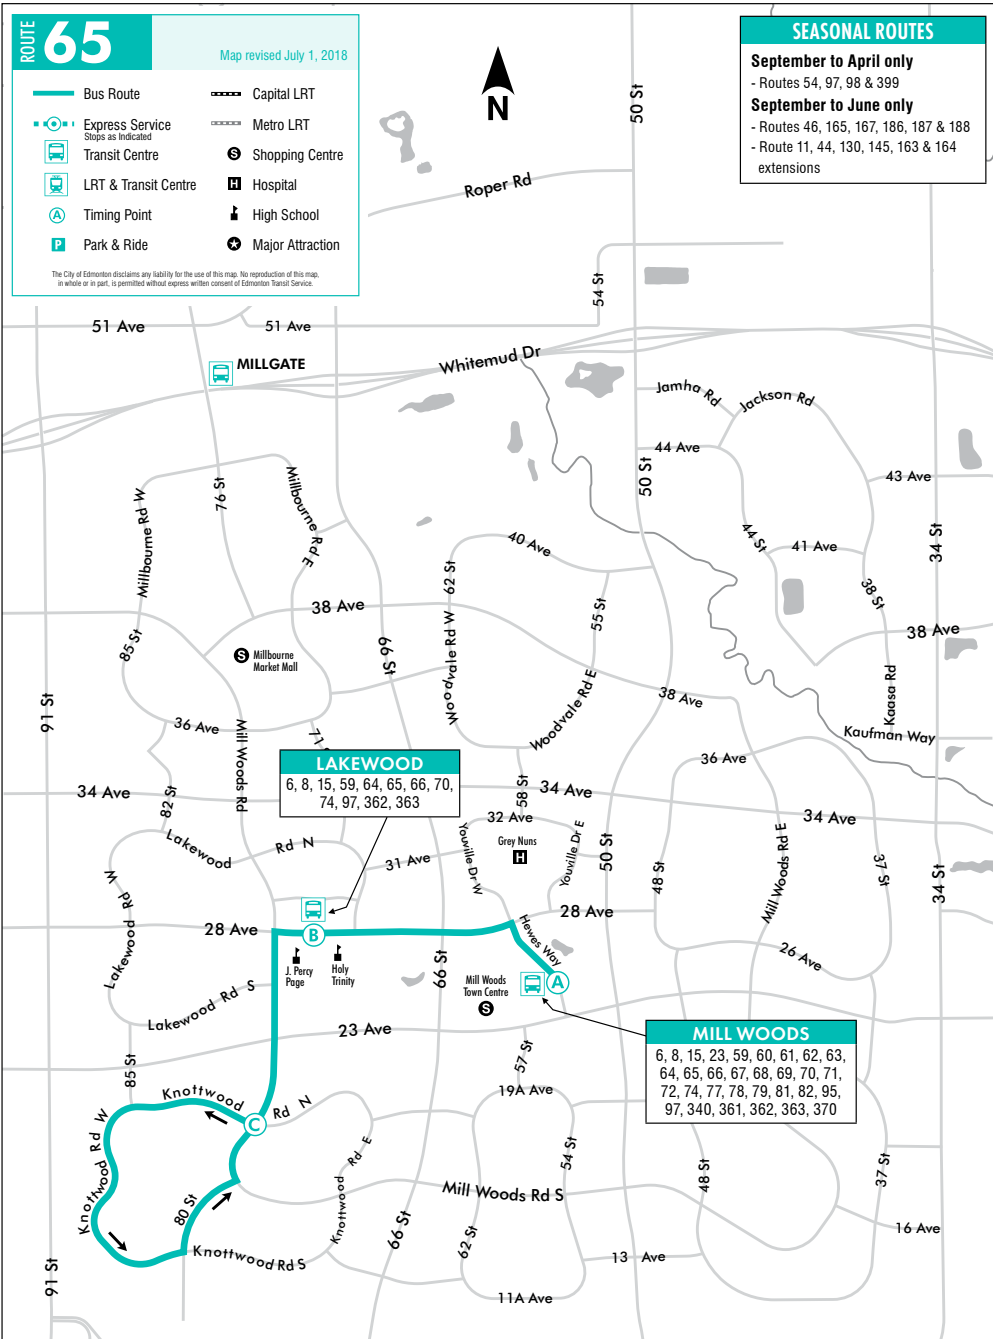 ROUTE 65
Map revised July 1, 2018
Bus Route
Capital LRT
Express Service
Stops as Indicated
Metro LRT
Transit Centre
S Shopping Centre
LRT & Transit Centre
H Hospital
A Timing Point
High School
P Park & Ride
Major Attraction
The City of Edmonton disclaims any liability for the use of this map. No reproduction of this map,
in whole or in part, is permitted without express written consent of Edmonton Transit Service.
N
SEASONAL ROUTES
September to April only
- Routes 54, 97, 98 & 399
September to June only
- Routes 46, 165, 167, 186, 187 & 188
- Route 11, 44, 130, 145, 163 & 164
extensions
50 St
Roper Rd
54 St
51 Ave
51 Ave
MILLGATE
Whitemud Dr
Jamha Rd
Jackson Rd
44 Ave
50 St
43 Ave
76 St
Millbourne Rd W
Millbourne Rd E
40 Ave
44 St
41 Ave
34 St
62 St
38 St
55 St
38 Ave
38 Ave
85 St
S Millbourne
Market Mall
66 St
Woodvale Rd W
Woodvale Rd E
38 Ave
Kaasa Rd
Kaufman Way
91 St
36 Ave
Mill Woods Rd
71 S
36 Ave
LAKEWOOD
6, 8, 15, 59, 64, 65, 66, 70,
74, 97, 362, 363
34 Ave
82 St
58 St
34 Ave
34 Ave
32 Ave
Lakewood Rd N
31 Ave
Grey Nuns
H
Youville Dr W
Youville Dr E
50 St
48 St
Mill Woods Rd E
37 St
34 St
Lakewood Rd W
28 Ave
B
28 Ave
Hewes Way
J. Percy
Page
Holy
Trinity
66 St
Mill Woods
Town Centre
S
A
26 Ave
Lakewood Rd S
23 Ave
MILL WOODS
6, 8, 15, 23, 59, 60, 61, 62, 63,
64, 65, 66, 67, 68, 69, 70, 71,
72, 74, 77, 78, 79, 81, 82, 95,
97, 340, 361, 362, 363, 370
85 St
57 St
19A Ave
Knottwood Rd N
C
Knottwood Rd W
Knottwood Rd E
54 St
48 St
37 St
80 St
Mill Woods Rd S
16 Ave
66 St
62 St
Knottwood Rd S
13 Ave
91 St
11A Ave